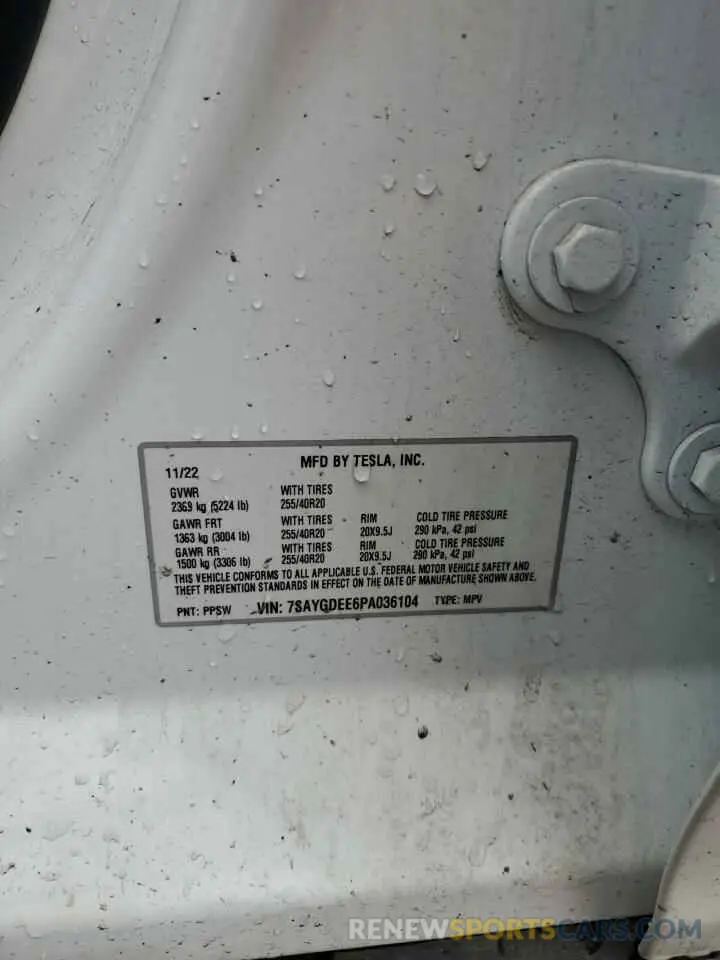 MFD BY TESLA, INC.
11/22
GVWR WITH TIRES
2369 kg (5224 lb) 255/40R20
GAWR FRT WITH TIRES RIM COLD TIRE PRESSURE
1363 kg (3004 lb) 255/40R20 20X9.5J 290 kPa, 42 psi
GAWR RR WITH TIRES RIM COLD TIRE PRESSURE
1500 kg (3306 lb) 255/40R20 20X9.5J 290 kPa, 42 psi
THIS VEHICLE CONFORMS TO ALL APPLICABLE U.S. FEDERAL MOTOR VEHICLE SAFETY AND
THEFT PREVENTION STANDARDS IN EFFECT ON THE DATE OF MANUFACTURE SHOWN ABOVE.
PNT: PPSW VIN: 7SAYGDEE6PA036104 TYPE: MPV
RENEWSPORTSCARS.COM